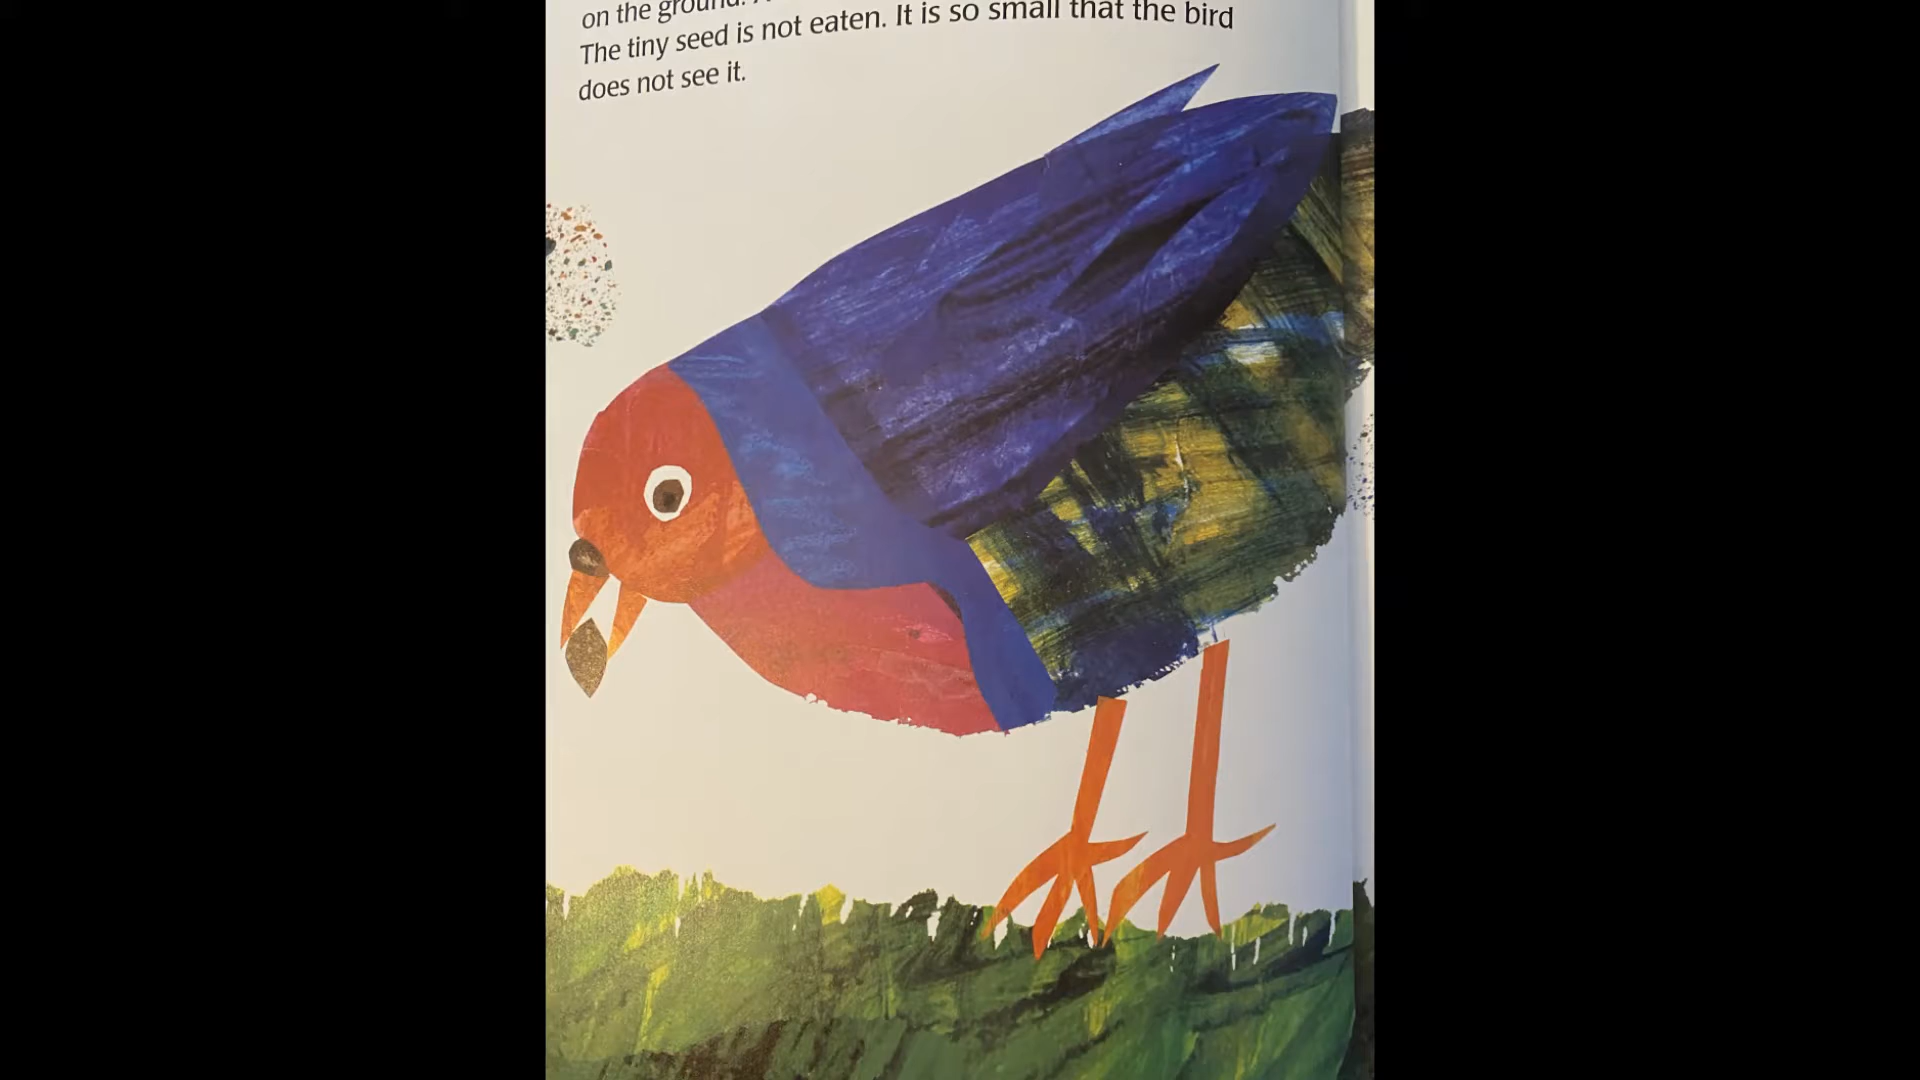 on the ground.
The tiny seed is not eaten. It is so small that the bird
does not see it.